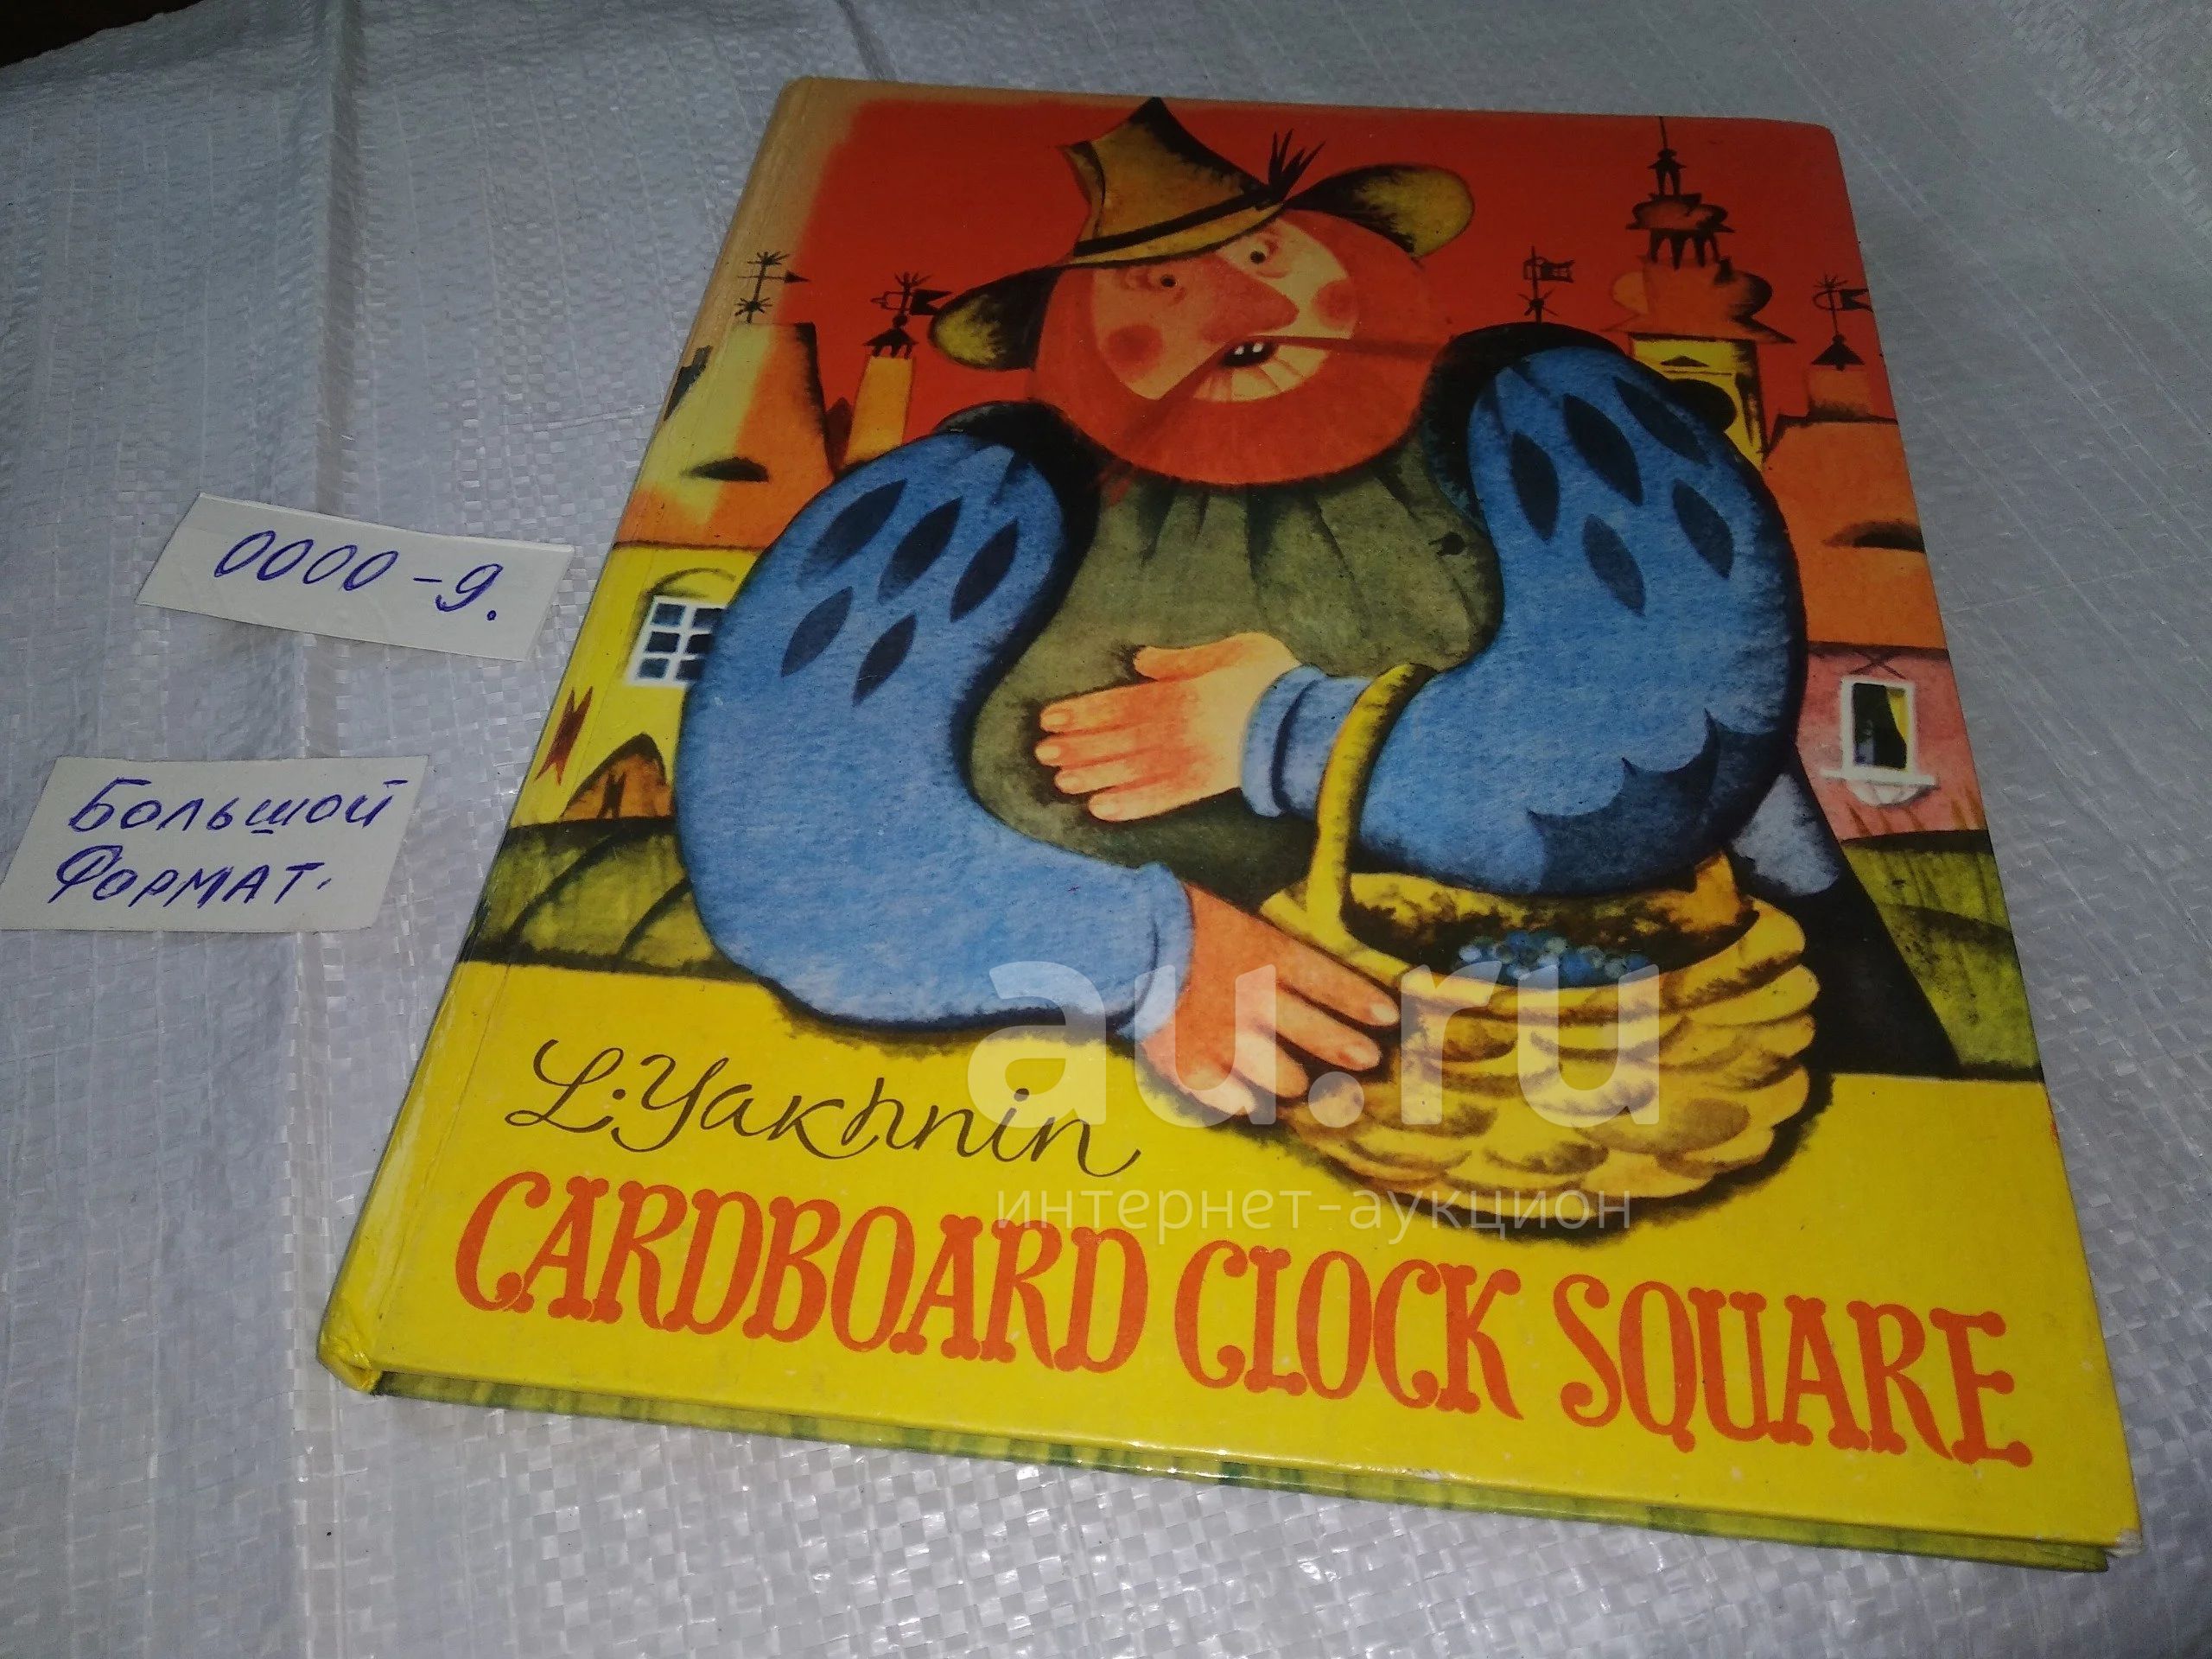 0000-9.
Большой
Формат.
L. Yakhnin
CARDBOARD CLOCK SQUARE
au.ru
интернет-аукцион